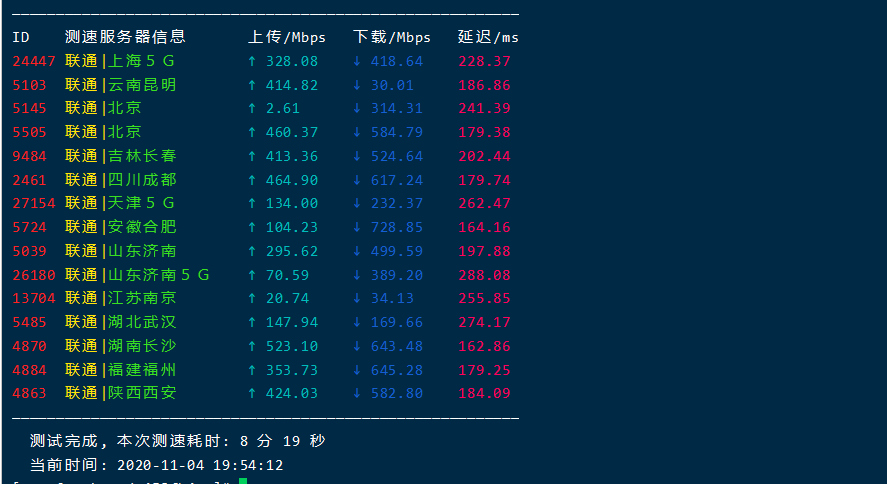 ID 测速服务器信息 上传/Mbps 下载/Mbps 延迟/ms
24447 联通|上海５Ｇ ↑ 328.08 ↓ 418.64 228.37
5103 联通|云南昆明 ↑ 414.82 ↓ 30.01 186.86
5145 联通|北京 ↑ 2.61 ↓ 314.31 241.39
5505 联通|北京 ↑ 460.37 ↓ 584.79 179.38
9484 联通|吉林长春 ↑ 413.36 ↓ 524.64 202.44
2461 联通|四川成都 ↑ 464.90 ↓ 617.24 179.74
27154 联通|天津５Ｇ ↑ 134.00 ↓ 232.37 262.47
5724 联通|安徽合肥 ↑ 104.23 ↓ 728.85 164.16
5039 联通|山东济南 ↑ 295.62 ↓ 499.59 197.88
26180 联通|山东济南５Ｇ ↑ 70.59 ↓ 389.20 288.08
13704 联通|江苏南京 ↑ 20.74 ↓ 34.13 255.85
5485 联通|湖北武汉 ↑ 147.94 ↓ 169.66 274.17
4870 联通|湖南长沙 ↑ 523.10 ↓ 643.48 162.86
4884 联通|福建福州 ↑ 353.73 ↓ 645.28 179.25
4863 联通|陕西西安 ↑ 424.03 ↓ 582.80 184.09
测试完成, 本次测速耗时: 8 分 19 秒
当前时间: 2020-11-04 19:54:12